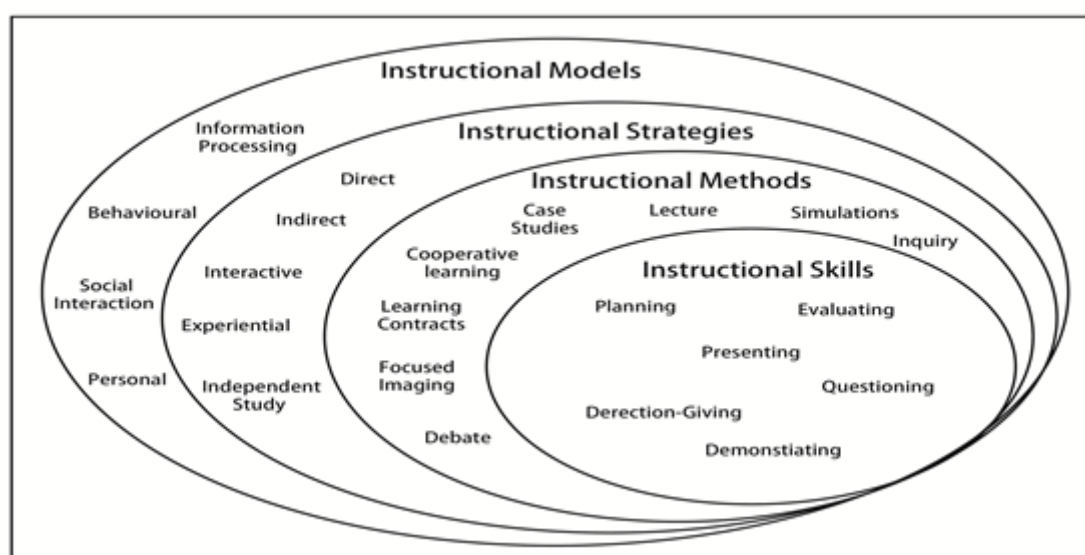 Instructional Models
Information
Processing
Behavioural
Social
Interaction
Personal
Instructional Strategies
Direct
Indirect
Interactive
Experiential
Independent
Study
Instructional Methods
Case
Studies
Lecture
Simulations
Inquiry
Cooperative
learning
Learning
Contracts
Focused
Imaging
Debate
Instructional Skills
Planning
Evaluating
Presenting
Questioning
Derection-Giving
Demonstiating